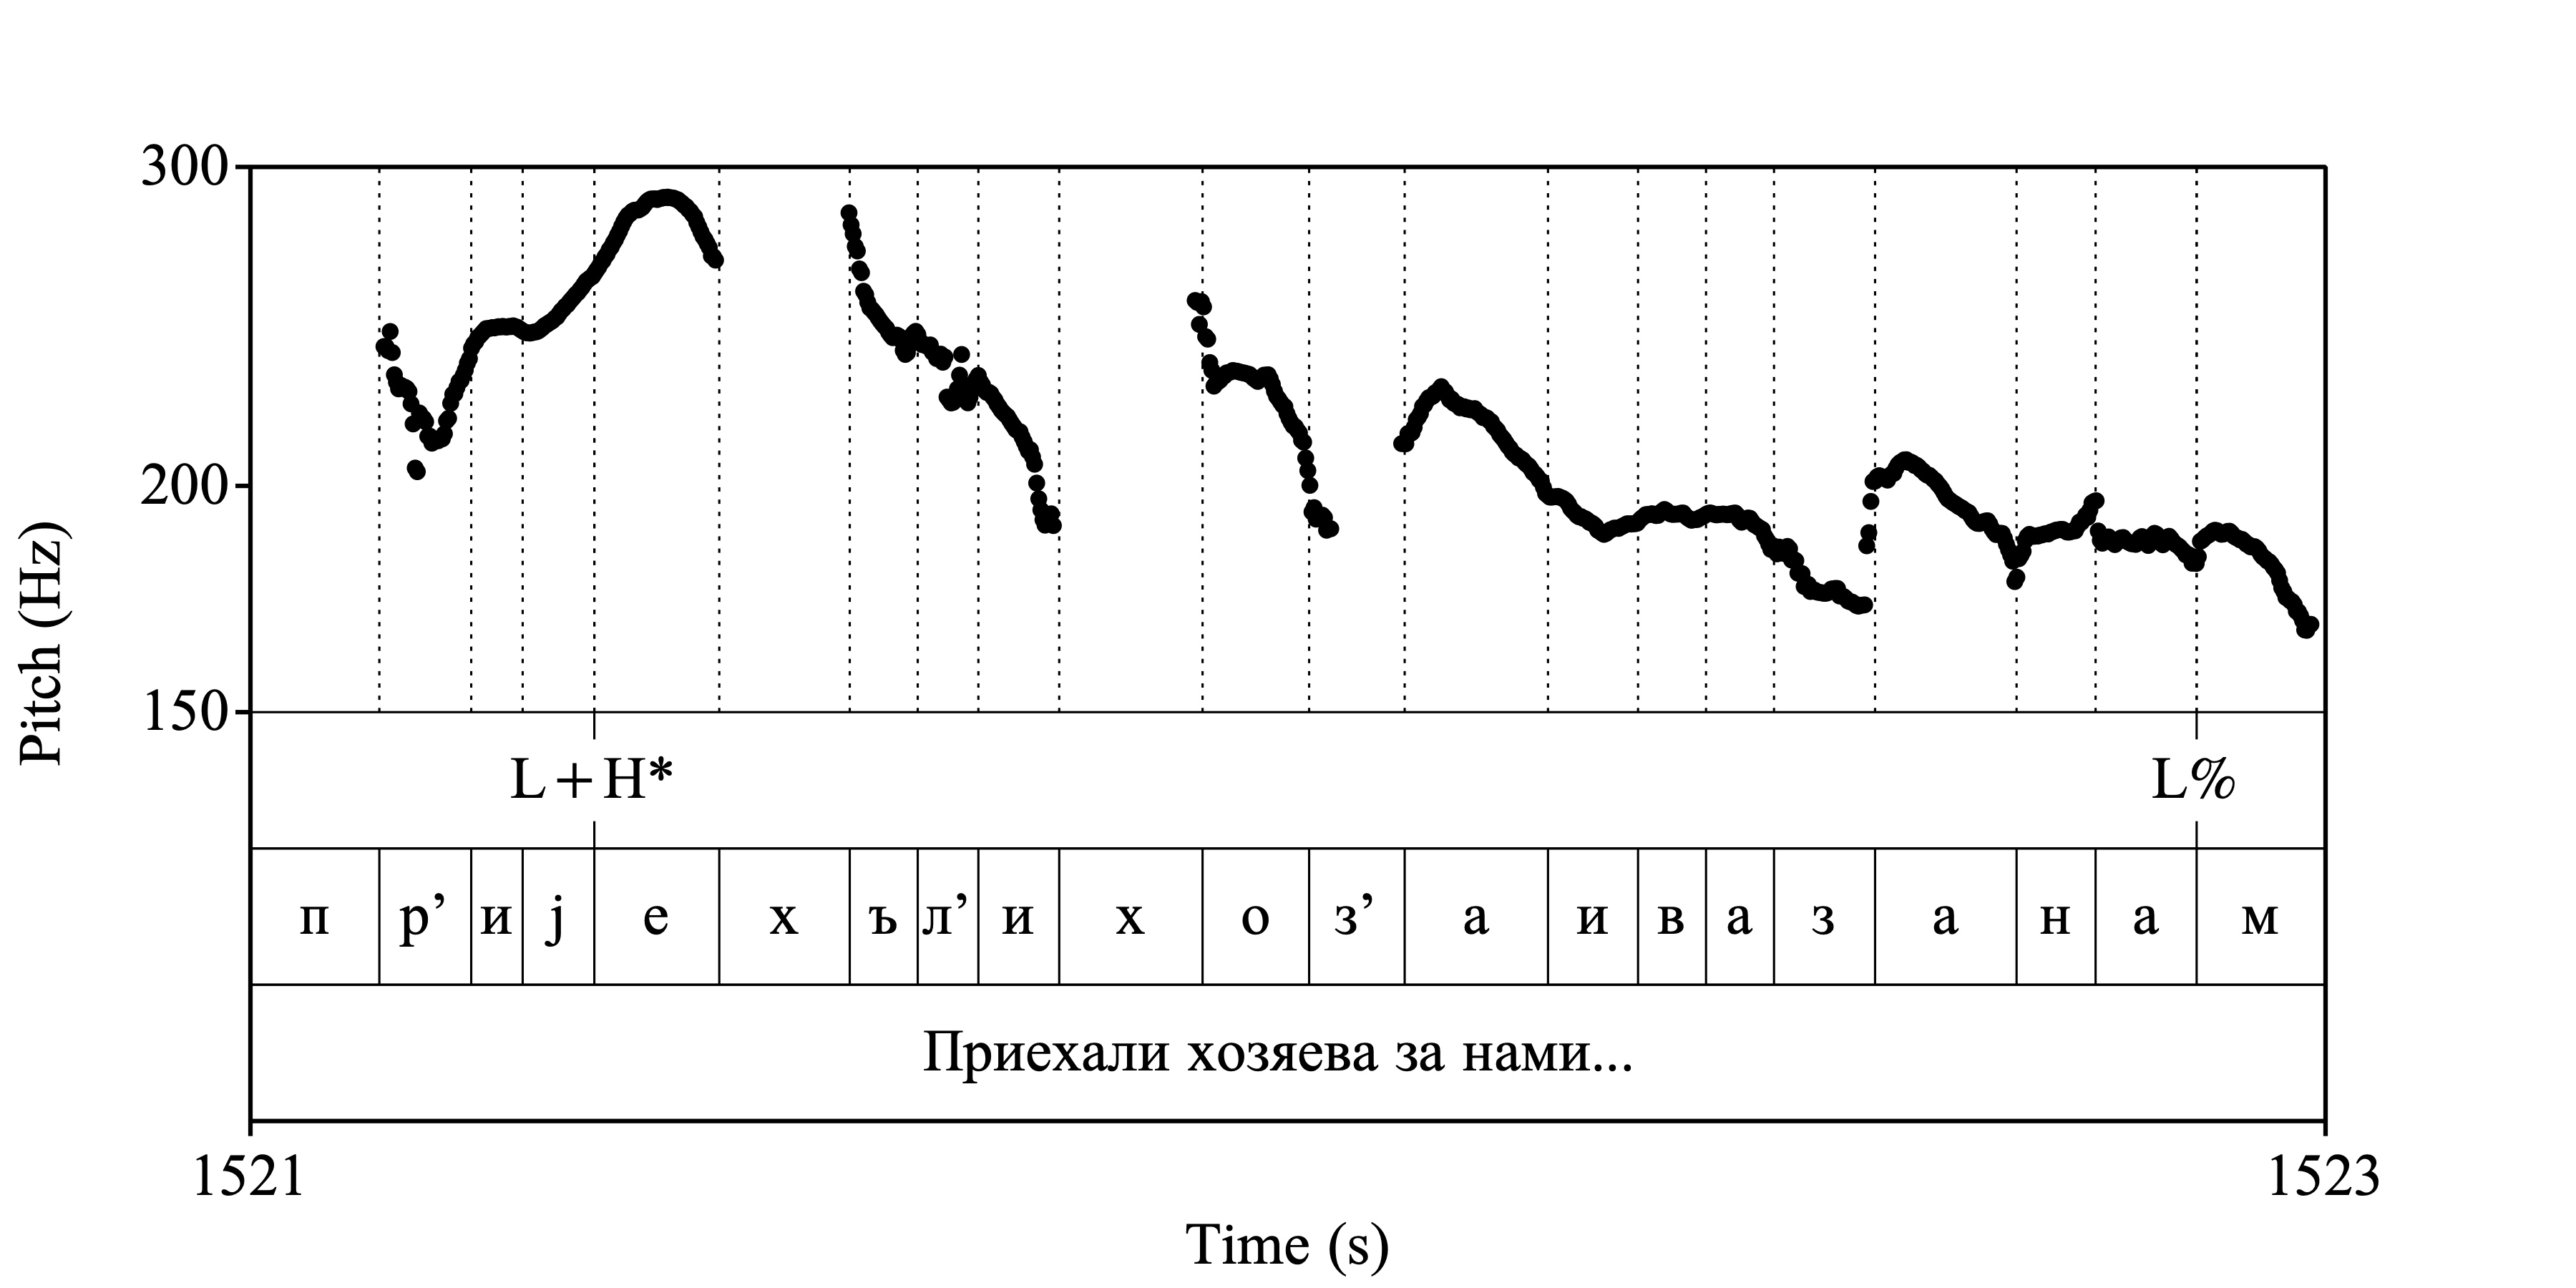 300
200
150
Pitch (Hz)
L+H* L%
п р’ и j е х ъ л’ и х о з’ а и в а з а н а м
Приехали хозяева за нами...
1521 1523
Time (s)